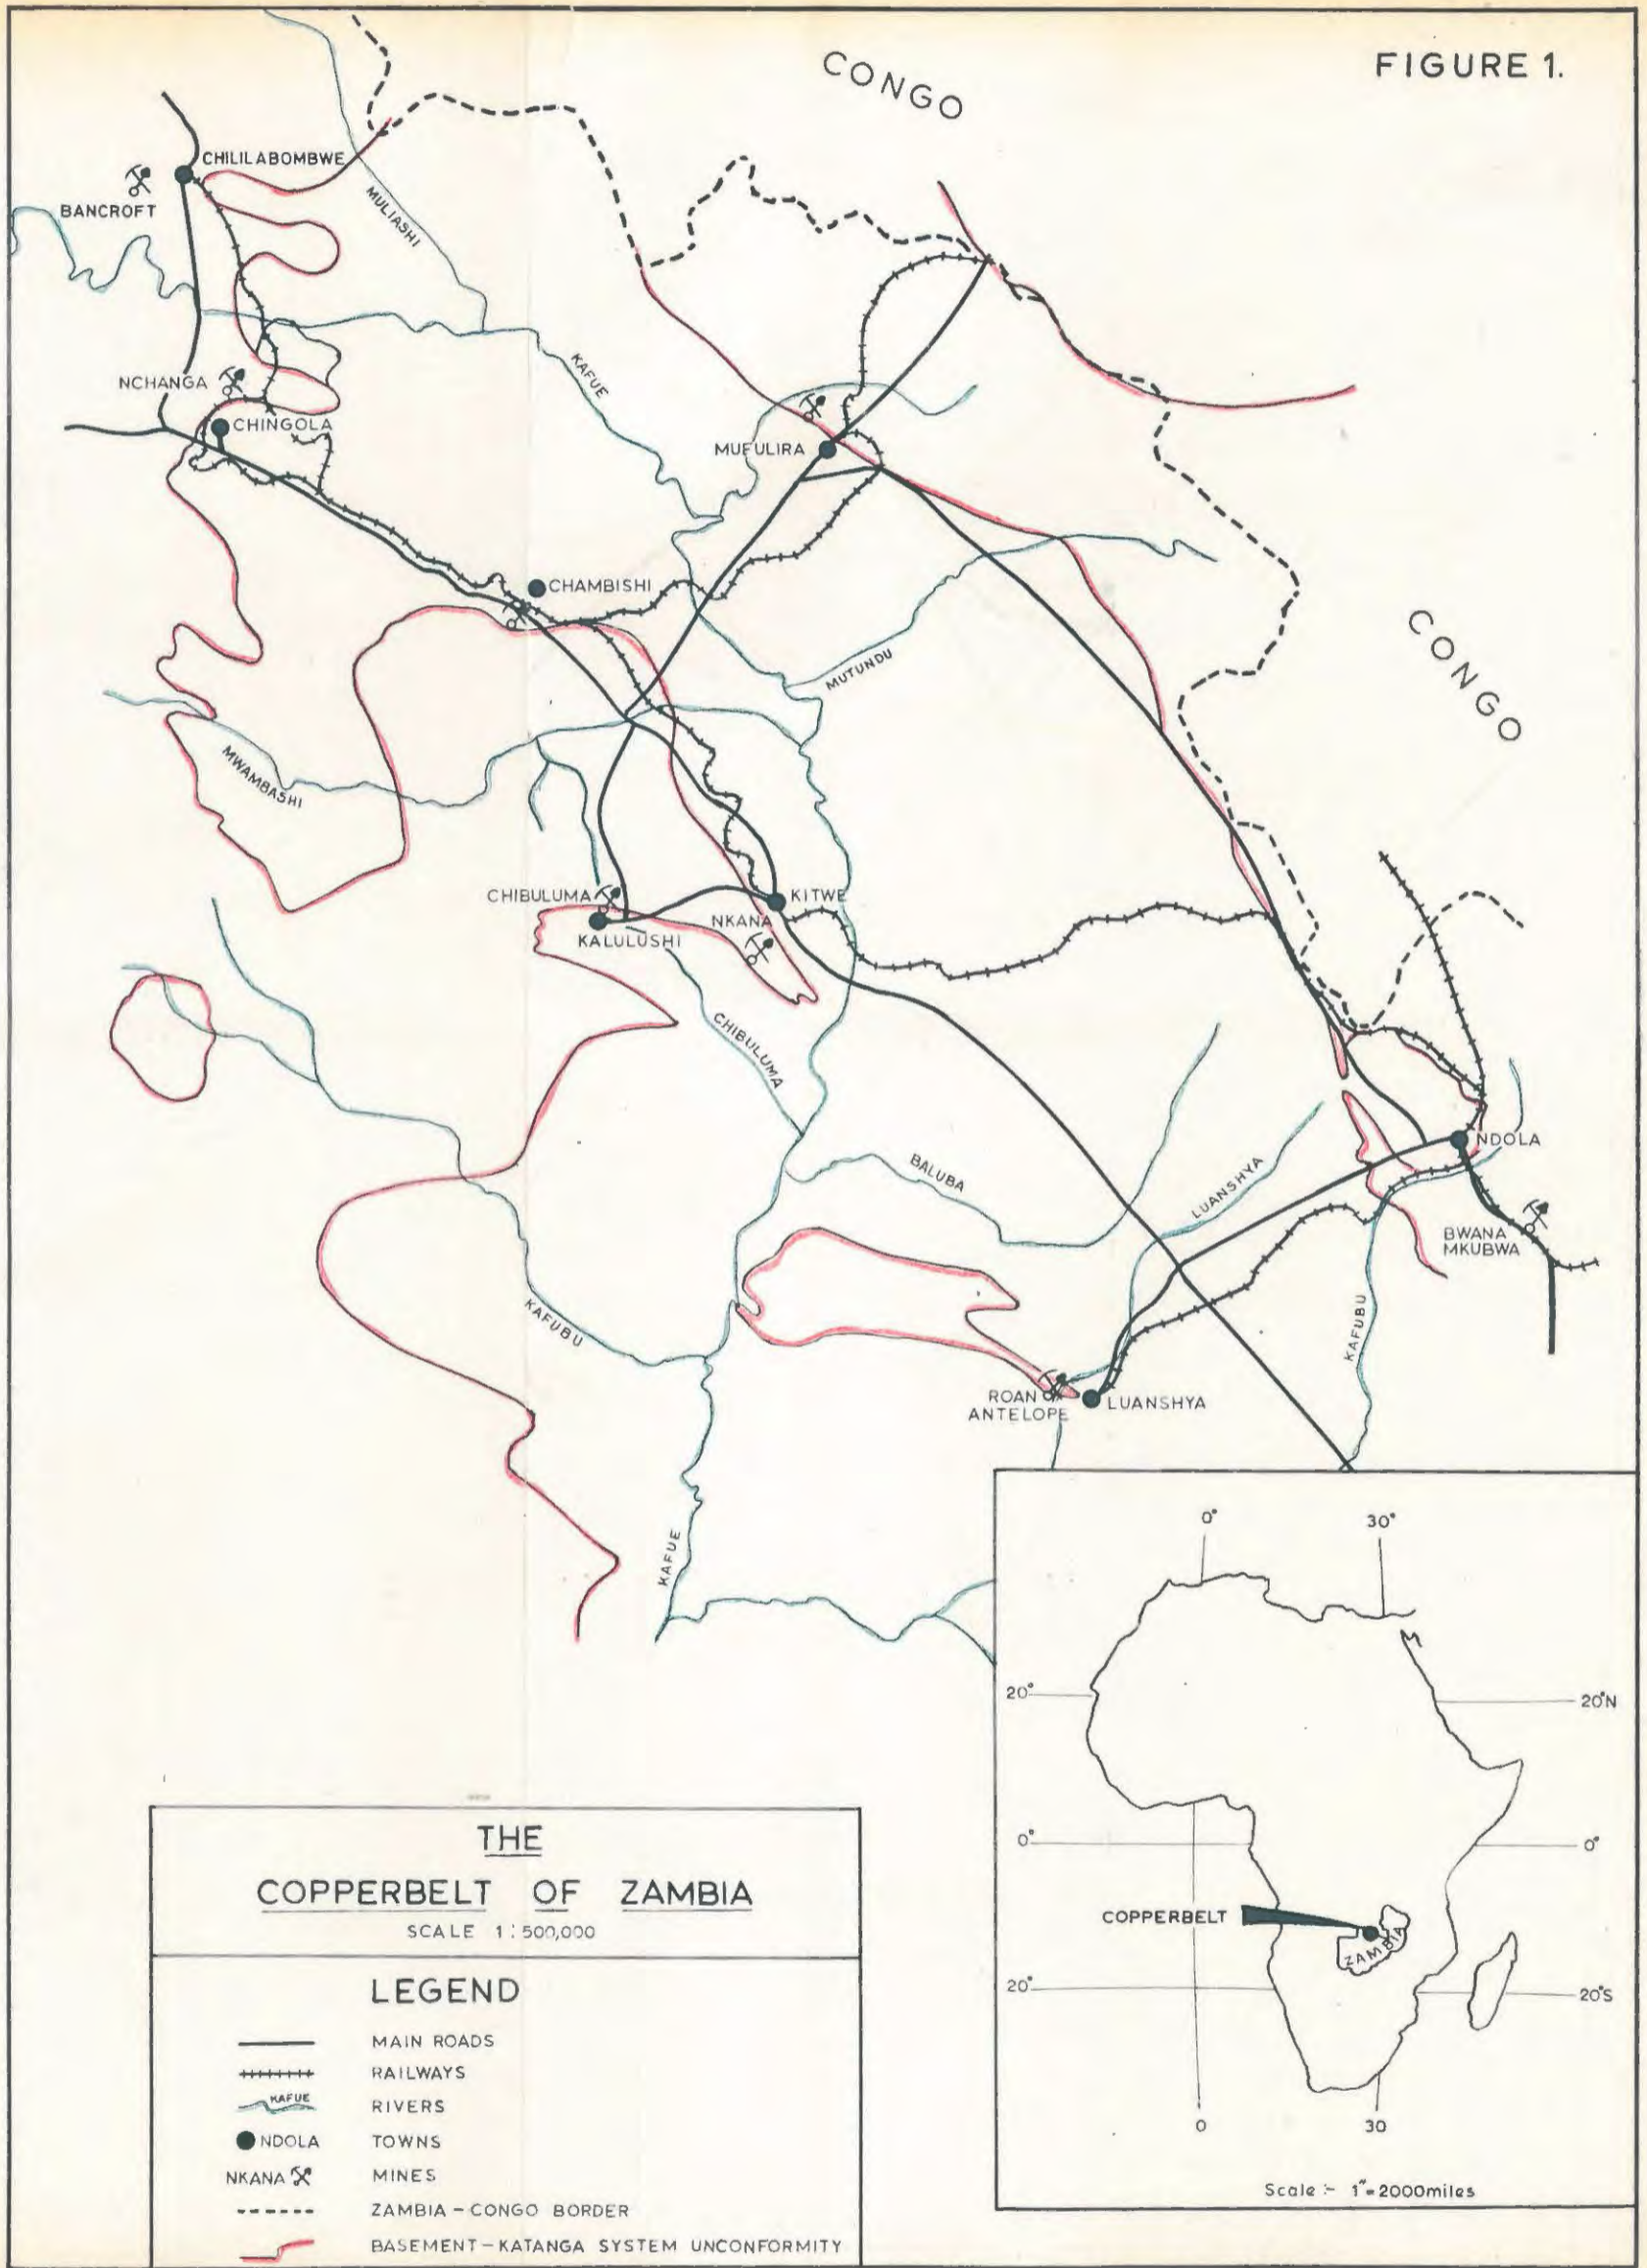 FIGURE 1.
CONGO
CHILILABOMBWE
BANCROFT
MULIASHI
KAFUE
NCHANGA
CHINGOLA
MUFULIRA
CHAMBISHI
CONGO
MUTUNDU
MWAMBASHI
CHIBULUMA
KITWE
NKANA
KALULUSHI
CHIBULUMA
NDOLA
BALUBA
LUANSHYA
BWANA
MKUBWA
KAFUBU
KAFUBU
ROAN
ANTELOPE
LUANSHYA
KAFUE
0° 30°
20° 20°N
0° 0°
COPPERBELT
ZAMBIA
20° 20°S
0 30
Scale :- 1"=2000miles
THE
COPPERBELT OF ZAMBIA
SCALE 1:500,000
LEGEND
MAIN ROADS
RAILWAYS
KAFUE RIVERS
NDOLA TOWNS
NKANA MINES
ZAMBIA - CONGO BORDER
BASEMENT - KATANGA SYSTEM UNCONFORMITY